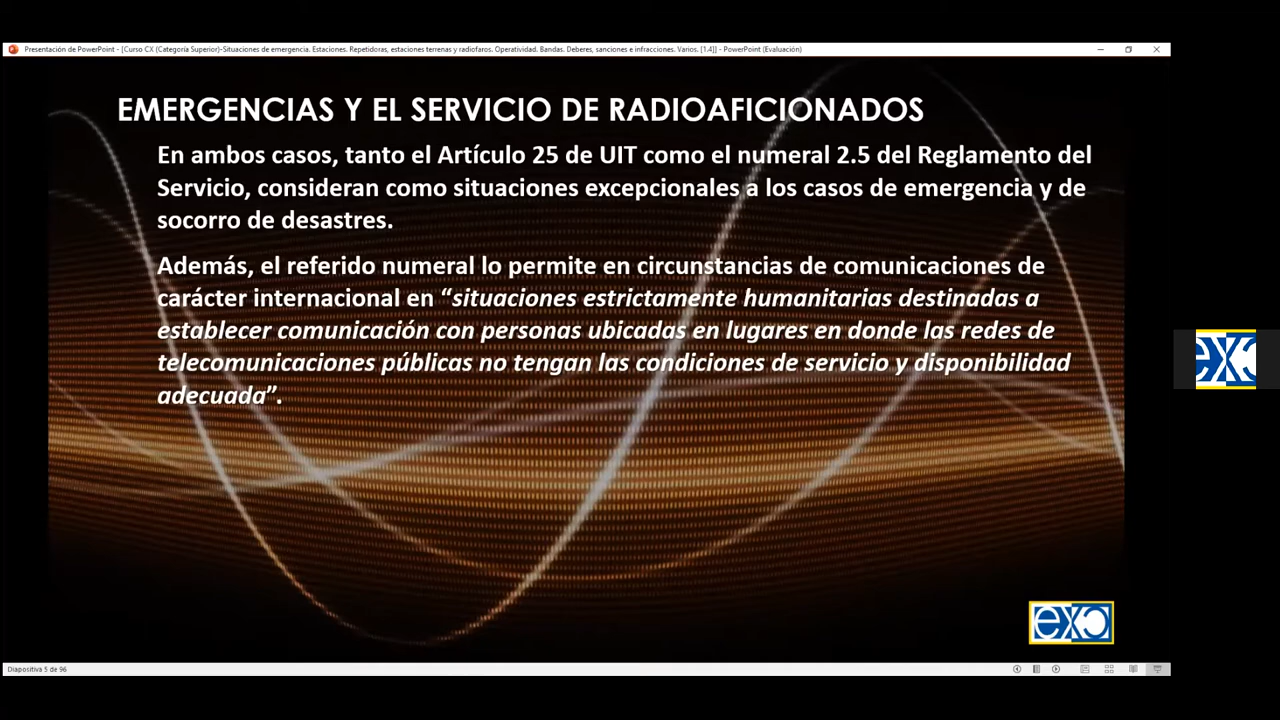 Presentación de PowerPoint - [Curso CX (Categoría Superior)-Situaciones de emergencia. Estaciones. Repetidoras, estaciones terrenas y radiofaros. Operatividad. Bandas. Deberes, sanciones e infracciones. Varios. [1.4]] - PowerPoint (Evaluación)
EMERGENCIAS Y EL SERVICIO DE RADIOAFICIONADOS
En ambos casos, tanto el Artículo 25 de UIT como el numeral 2.5 del Reglamento del
Servicio, consideran como situaciones excepcionales a los casos de emergencia y de
socorro de desastres.
Además, el referido numeral lo permite en circunstancias de comunicaciones de
carácter internacional en “situaciones estrictamente humanitarias destinadas a
establecer comunicación con personas ubicadas en lugares en donde las redes de
telecomunicaciones públicas no tengan las condiciones de servicio y disponibilidad
adecuada”.
exc
exc
Diapositiva 5 de 96